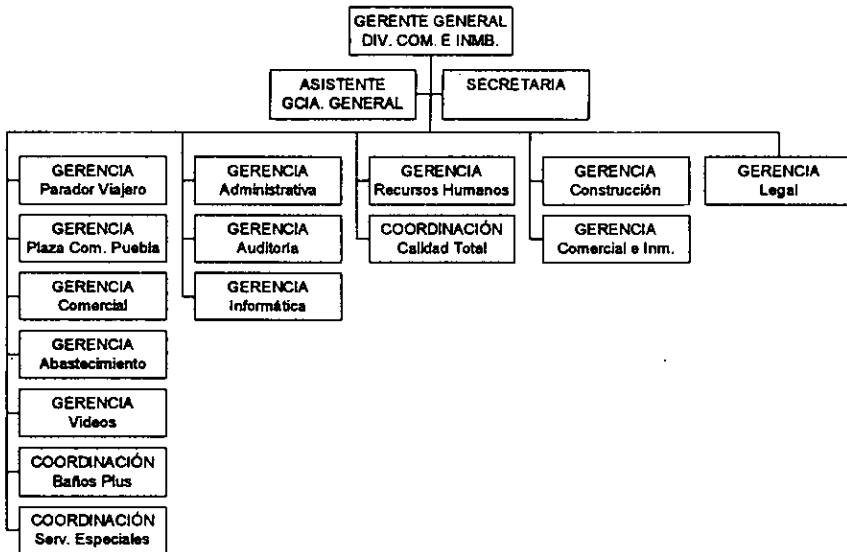 GERENTE GENERAL
DIV. COM. E INMB.
ASISTENTE
GCIA. GENERAL
SECRETARIA
GERENCIA
Parador Viajero
GERENCIA
Plaza Com. Puebla
GERENCIA
Comercial
GERENCIA
Abastecimiento
GERENCIA
Videos
COORDINACIÓN
Baños Plus
COORDINACIÓN
Serv. Especiales
GERENCIA
Administrativa
GERENCIA
Auditoría
GERENCIA
Informática
GERENCIA
Recursos Humanos
COORDINACIÓN
Calidad Total
GERENCIA
Construcción
GERENCIA
Comercial e Inm.
GERENCIA
Legal